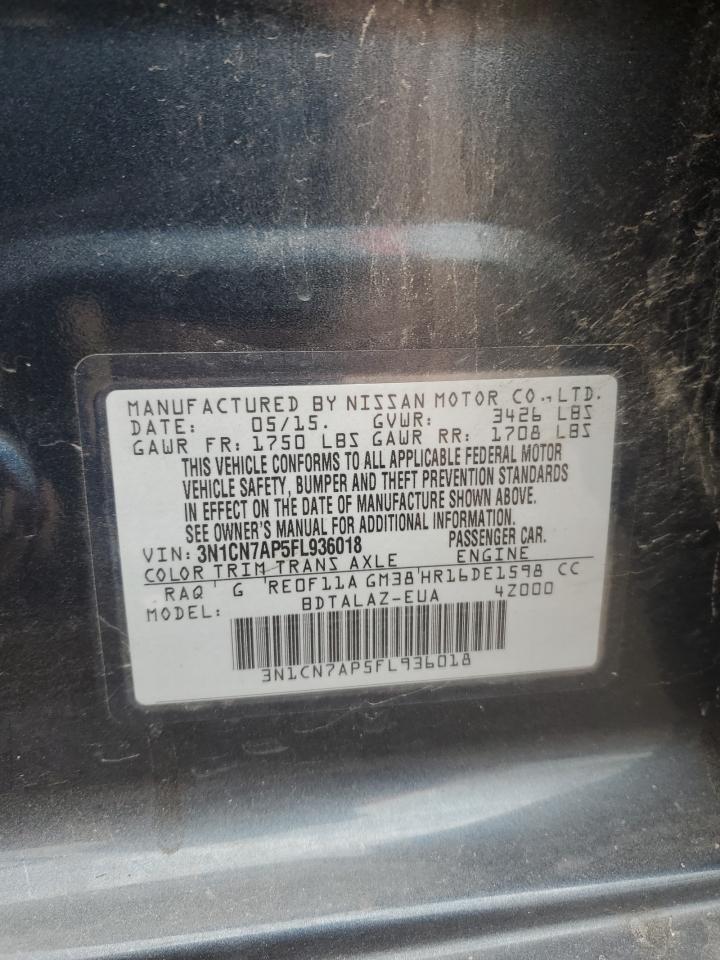 MANUFACTURED BY NISSAN MOTOR CO.,LTD.
DATE: 05/15. GVWR: 3426 LBS
GAWR FR: 1750 LBS GAWR RR: 1708 LBS
THIS VEHICLE CONFORMS TO ALL APPLICABLE FEDERAL MOTOR
VEHICLE SAFETY, BUMPER AND THEFT PREVENTION STANDARDS
IN EFFECT ON THE DATE OF MANUFACTURE SHOWN ABOVE.
SEE OWNER'S MANUAL FOR ADDITIONAL INFORMATION.
VIN: 3N1CN7AP5FL936018 PASSENGER CAR.
COLOR TRIM TRANS AXLE ENGINE
RAQ G RE0F11A GM38 HR16DE1598 CC
MODEL: BDTALAZ-EUA 4Z000
3N1CN7AP5FL936018